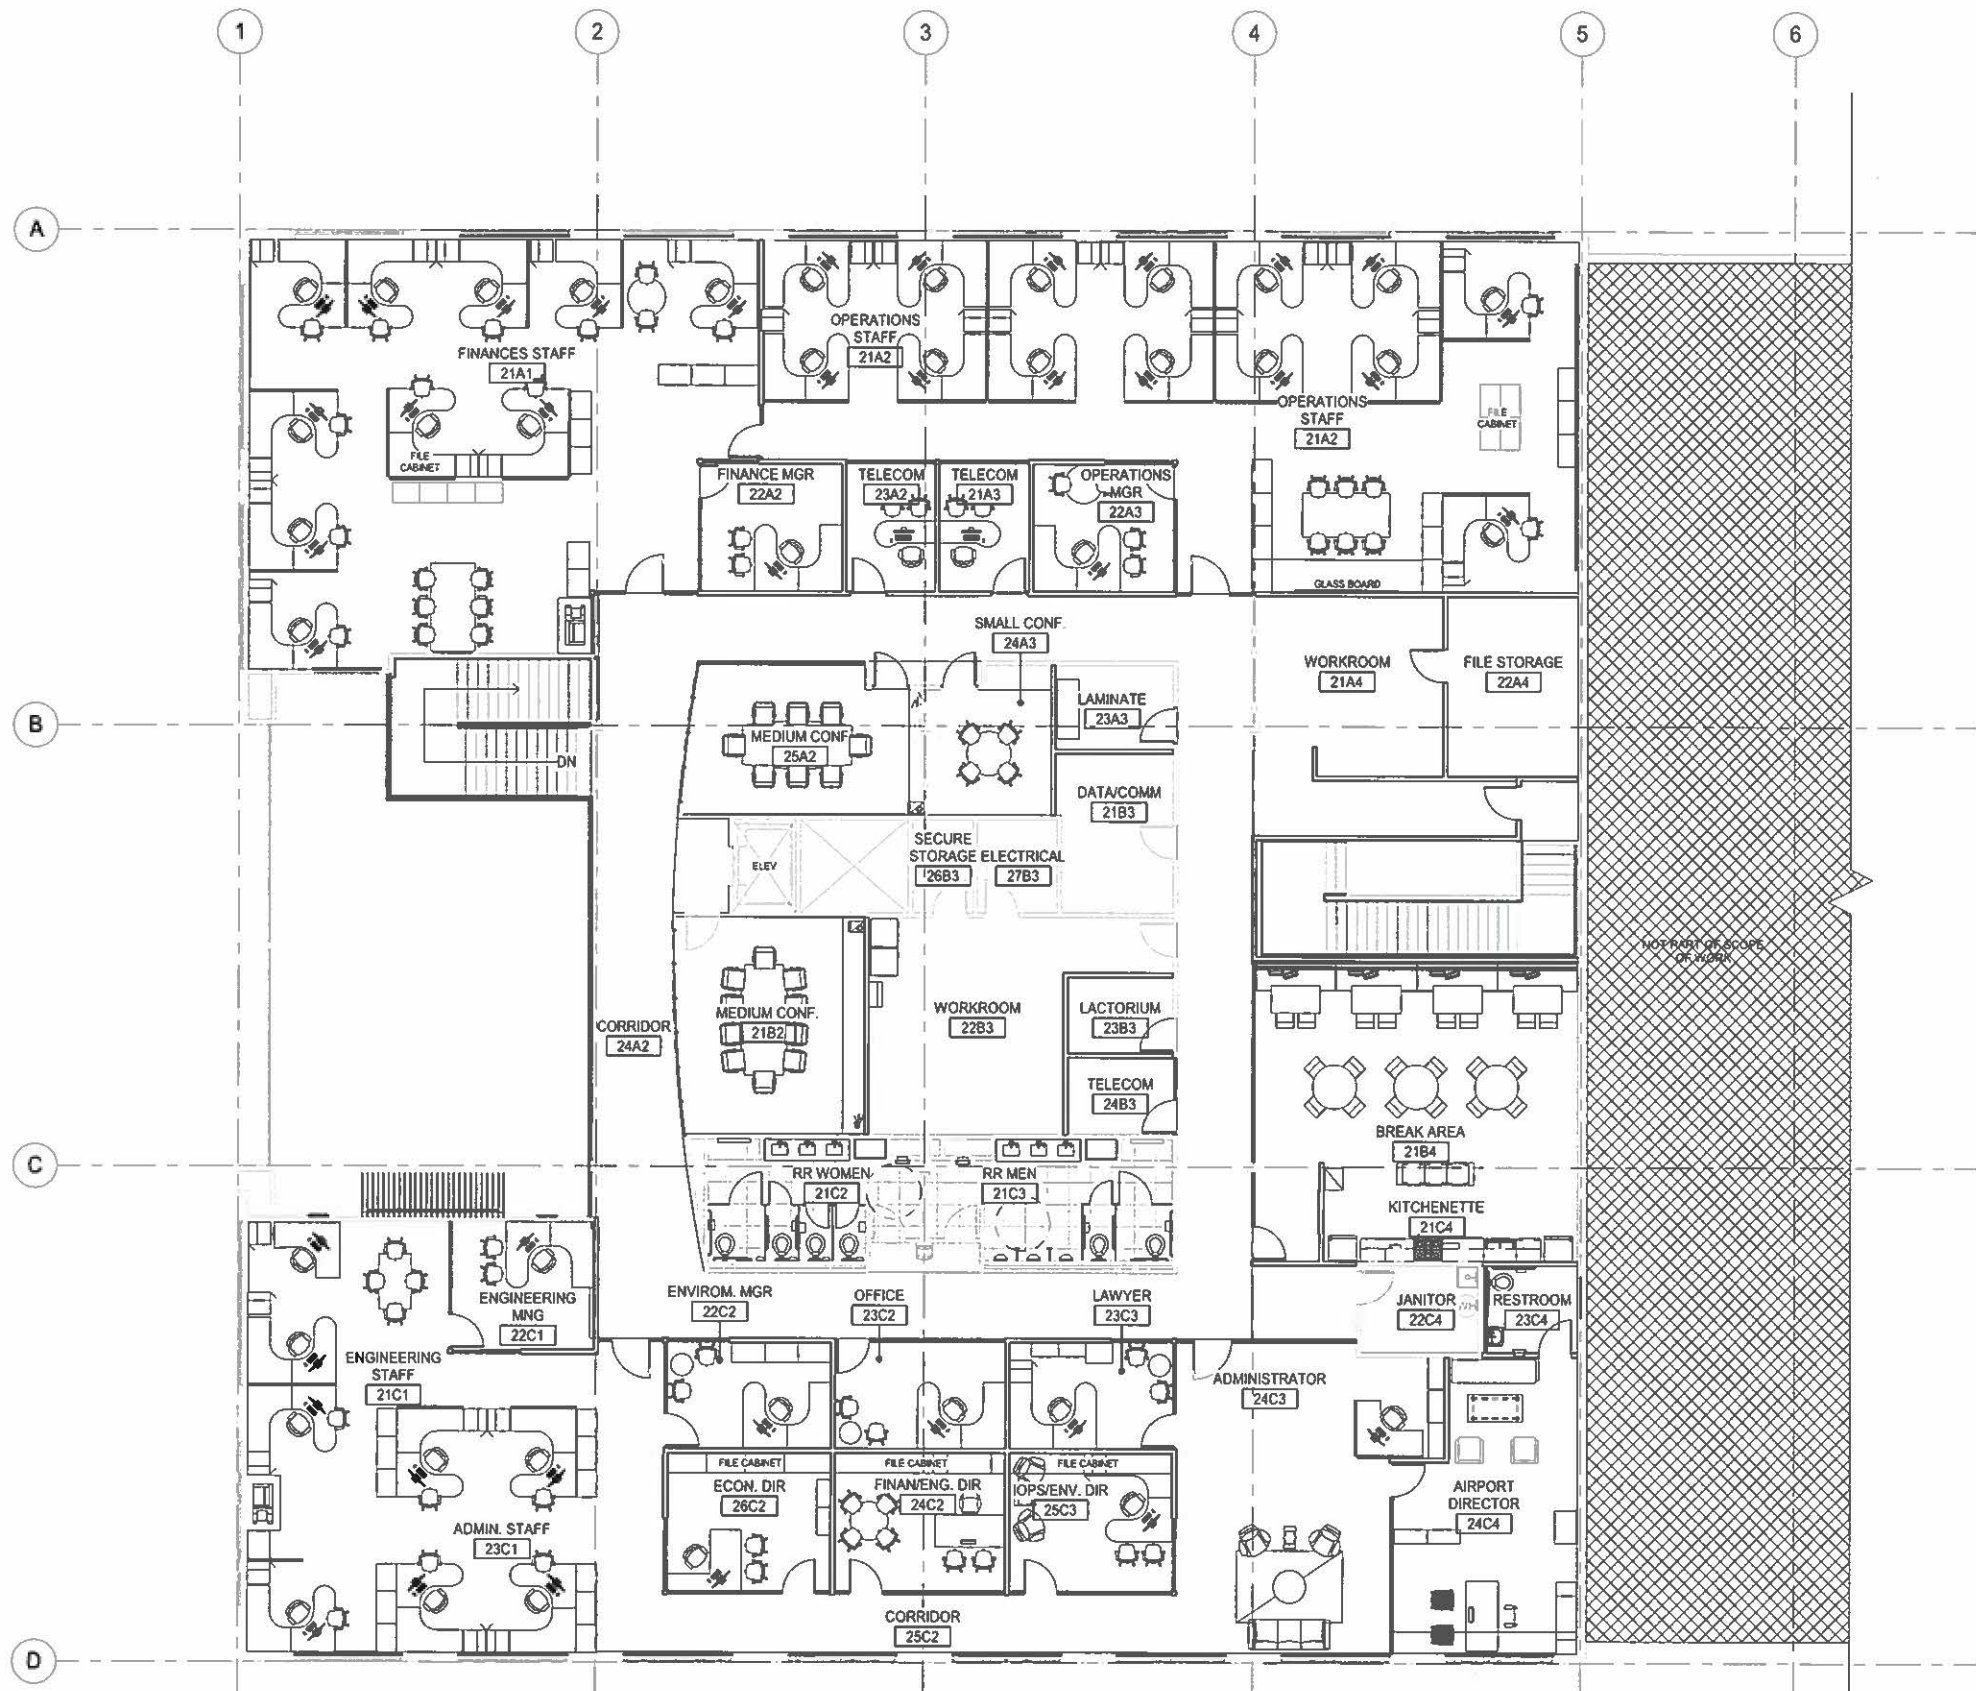 1
2
3
4
5
6
A
FINANCES STAFF
21A1
OPERATIONS
STAFF
21A2
OPERATIONS
STAFF
21A2
FILE
CABINET
FILE
CABINET
FINANCE MGR
22A2
TELECOM
23A2
TELECOM
21A3
OPERATIONS
MGR
22A3
GLASS BOARD
SMALL CONF.
24A3
WORKROOM
21A4
FILE STORAGE
22A4
LAMINATE
23A3
B
MEDIUM CONF.
25A2
DN
DATA/COMM
21B3
ELEV
SECURE
STORAGE
26B3
ELECTRICAL
27B3
NOT PART OF SCOPE
OF WORK
CORRIDOR
24A2
MEDIUM CONF.
21B2
WORKROOM
22B3
LACTORIUM
23B3
TELECOM
24B3
BREAK AREA
21B4
C
RR WOMEN
21C2
RR MEN
21C3
KITCHENETTE
21C4
ENGINEERING
MNG
22C1
ENVIROM. MGR
22C2
OFFICE
23C2
LAWYER
23C3
JANITOR
22C4
WH
RESTROOM
23C4
ENGINEERING
STAFF
21C1
ADMINISTRATOR
24C3
FILE CABINET
FILE CABINET
FILE CABINET
ECON. DIR
26C2
FINAN/ENG. DIR
24C2
IOPS/ENV. DIR
25C3
AIRPORT
DIRECTOR
24C4
ADMIN. STAFF
23C1
CORRIDOR
25C2
D